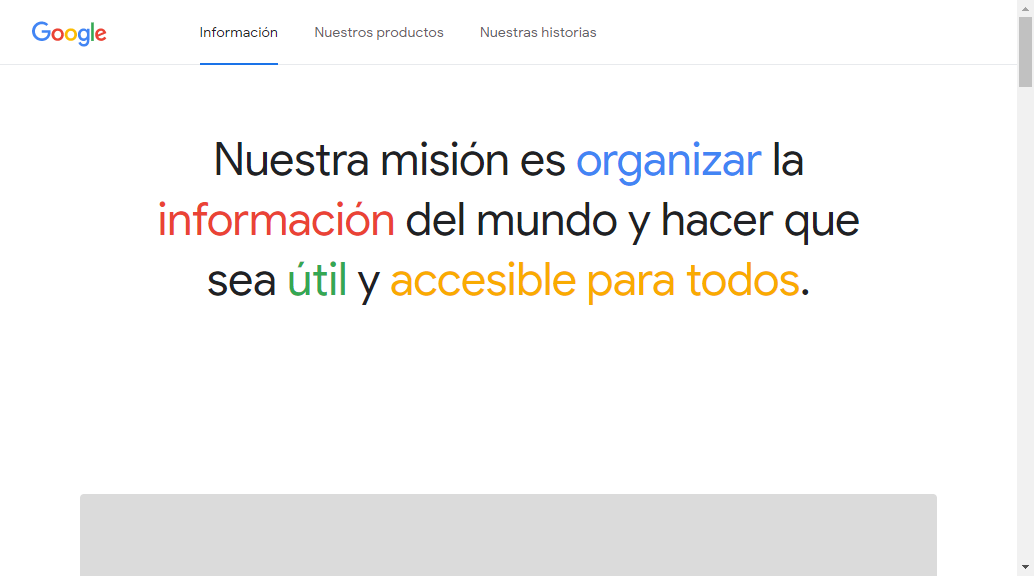 Google
Información
Nuestros productos
Nuestras historias
Nuestra misión es organizar la
información del mundo y hacer que
sea útil y accesible para todos.